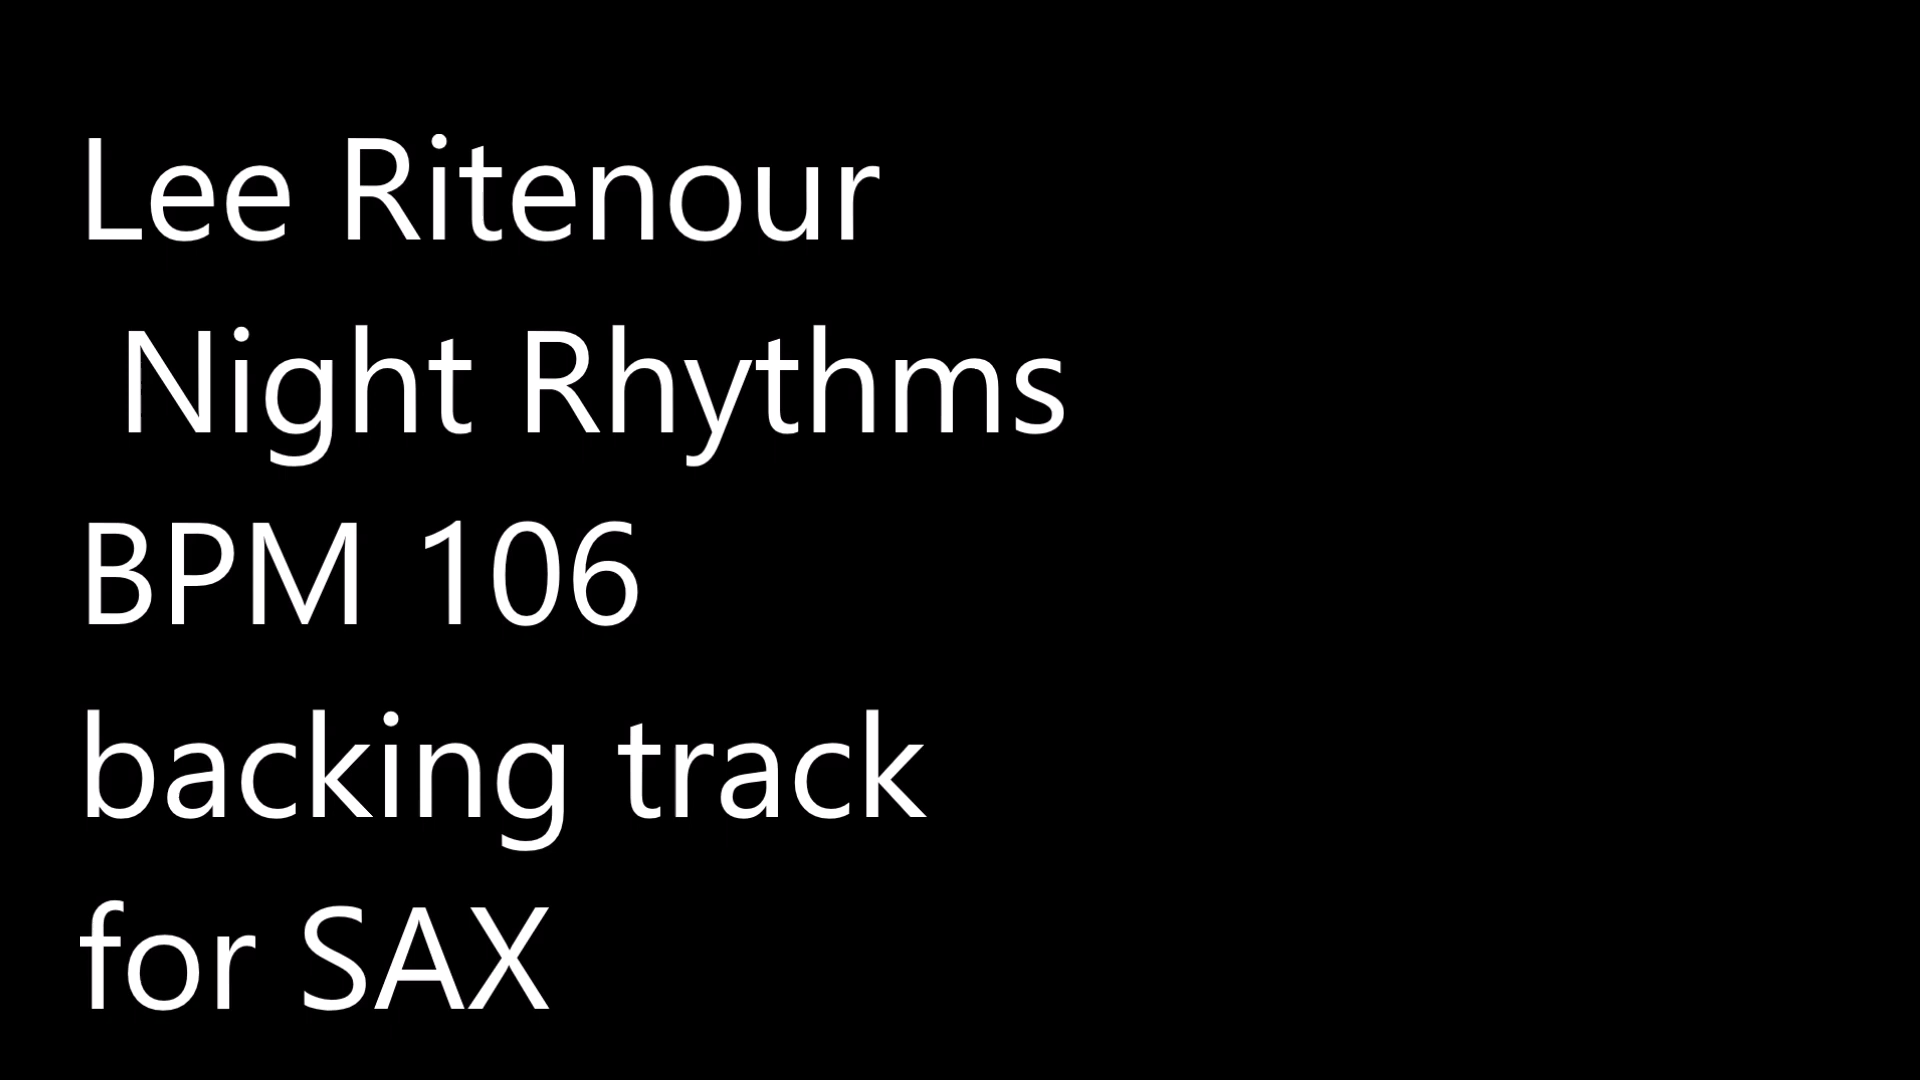 Lee Ritenour
Night Rhythms
BPM 106
backing track
for SAX